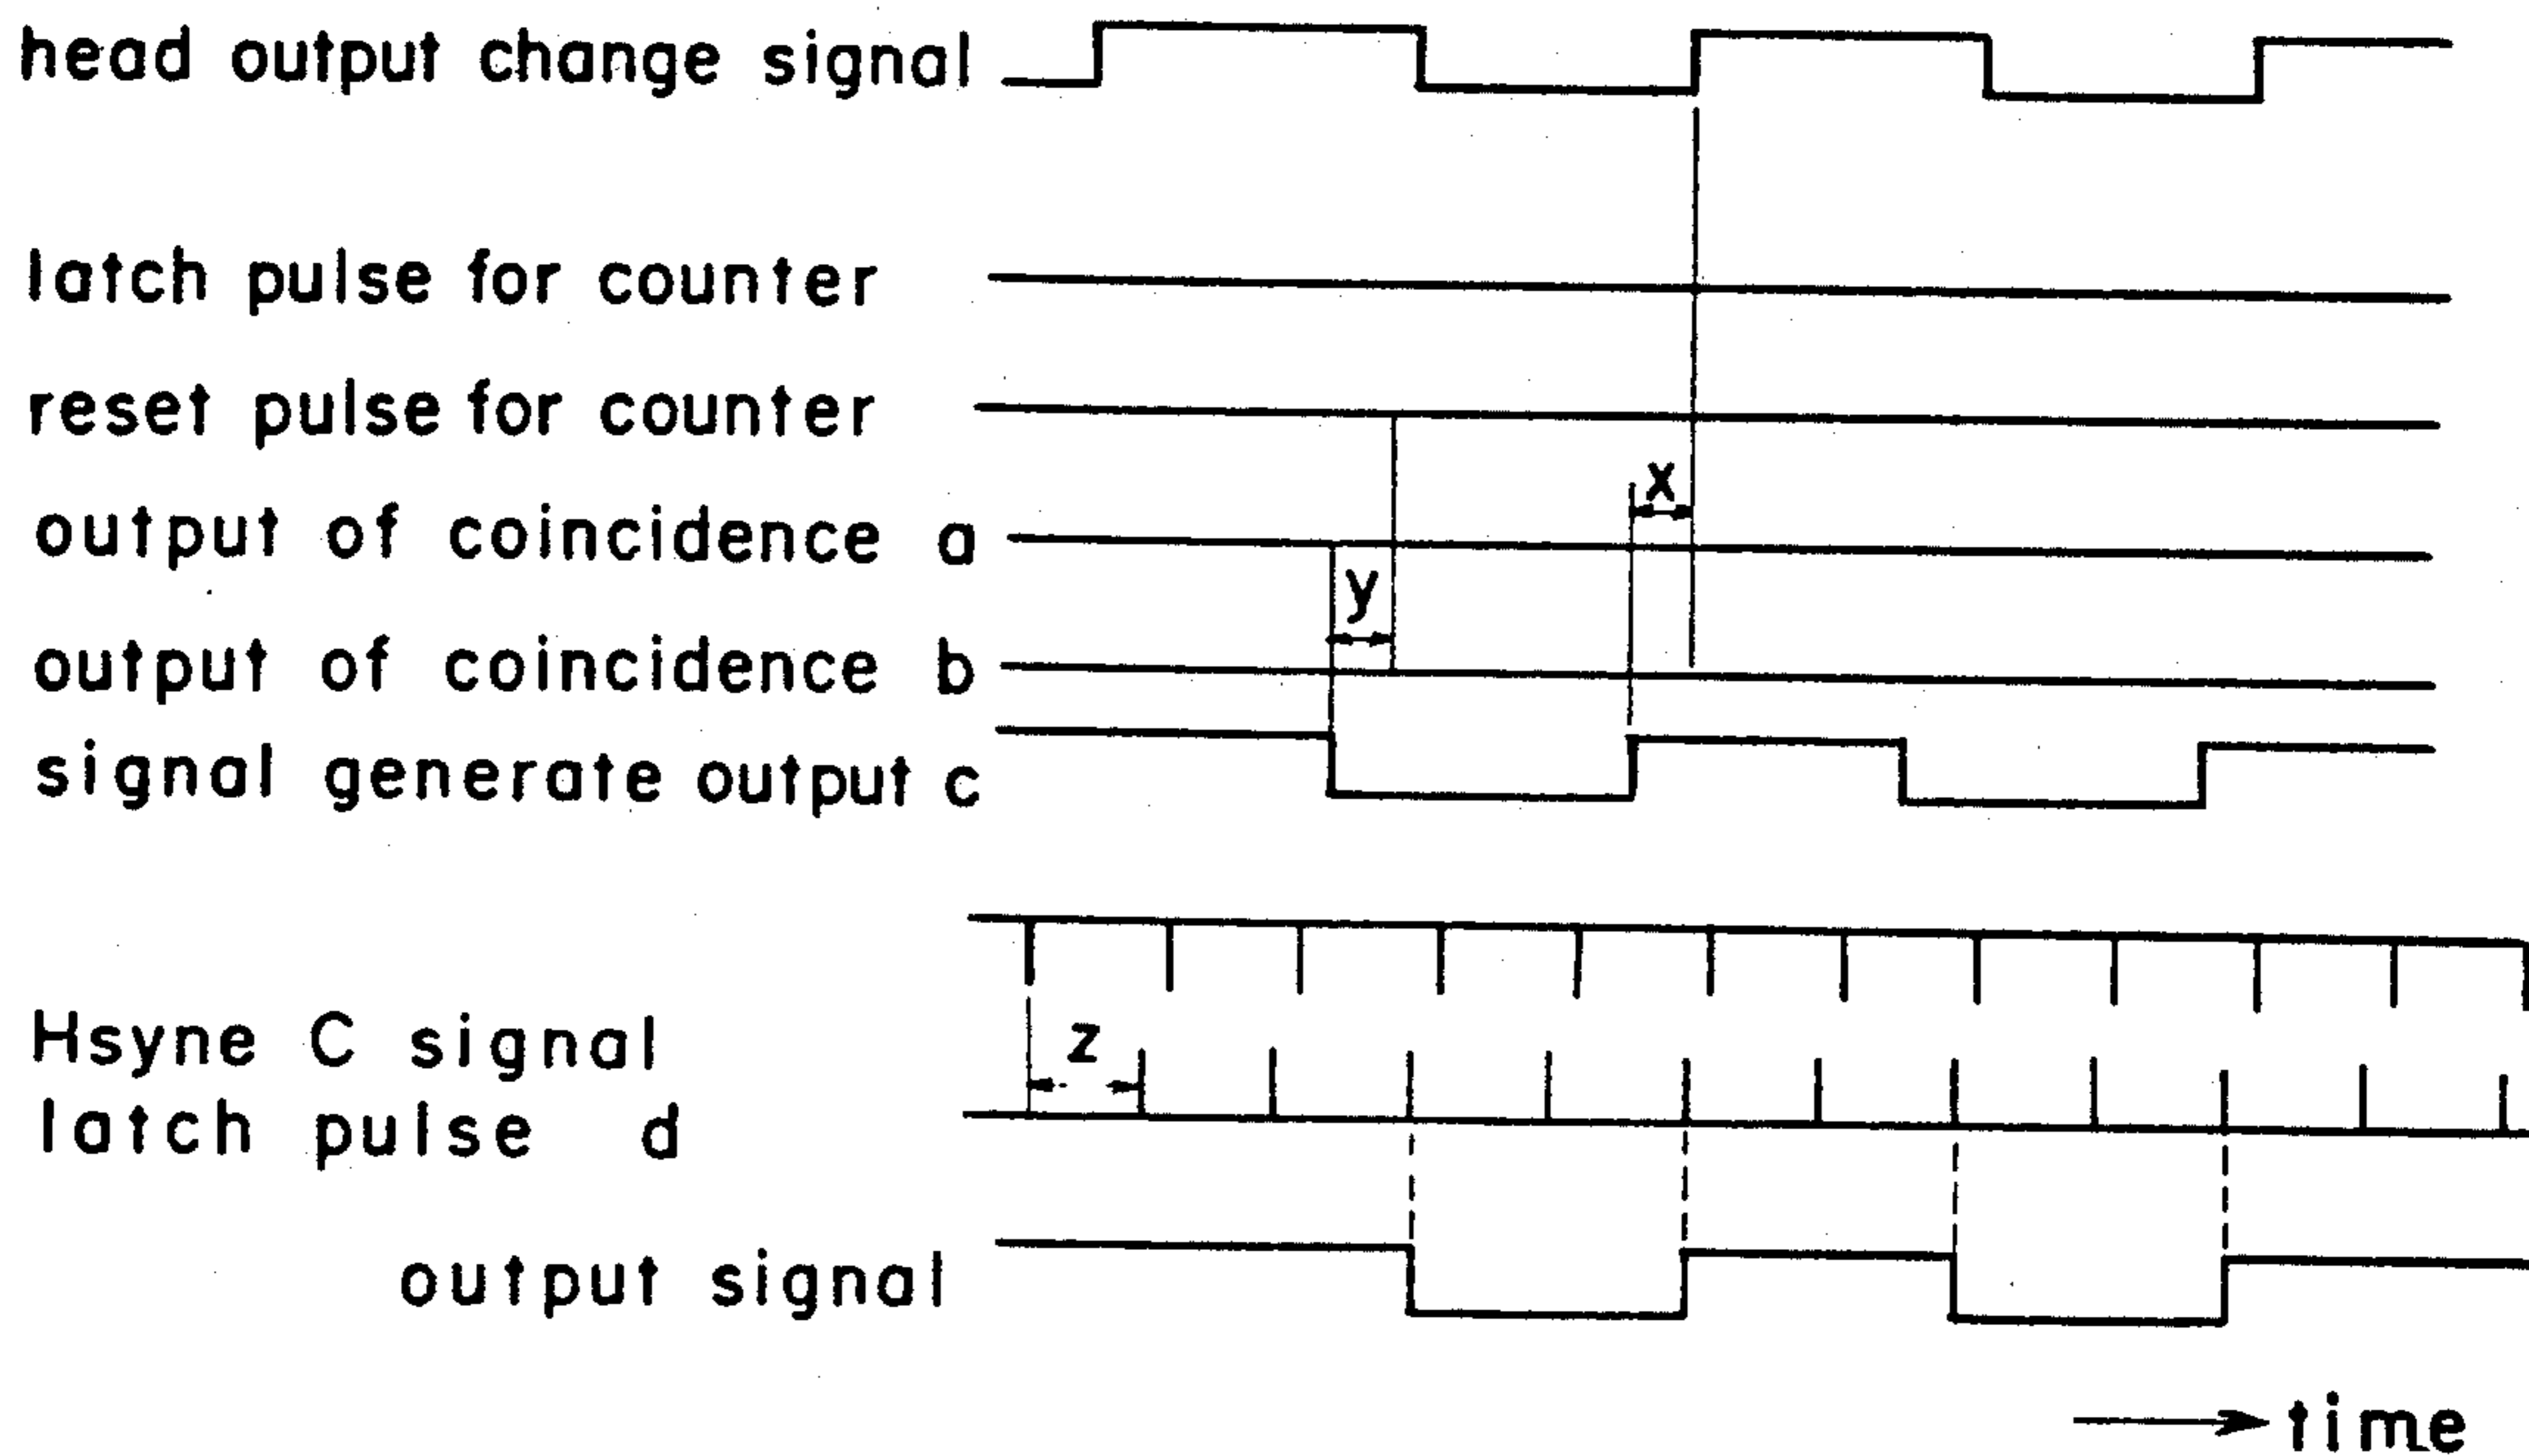 head output change signal
latch pulse for counter
reset pulse for counter
x
output of coincidence a
y
output of coincidence b
signal generate output c
Hsyne C signal
z
latch pulse d
output signal
time